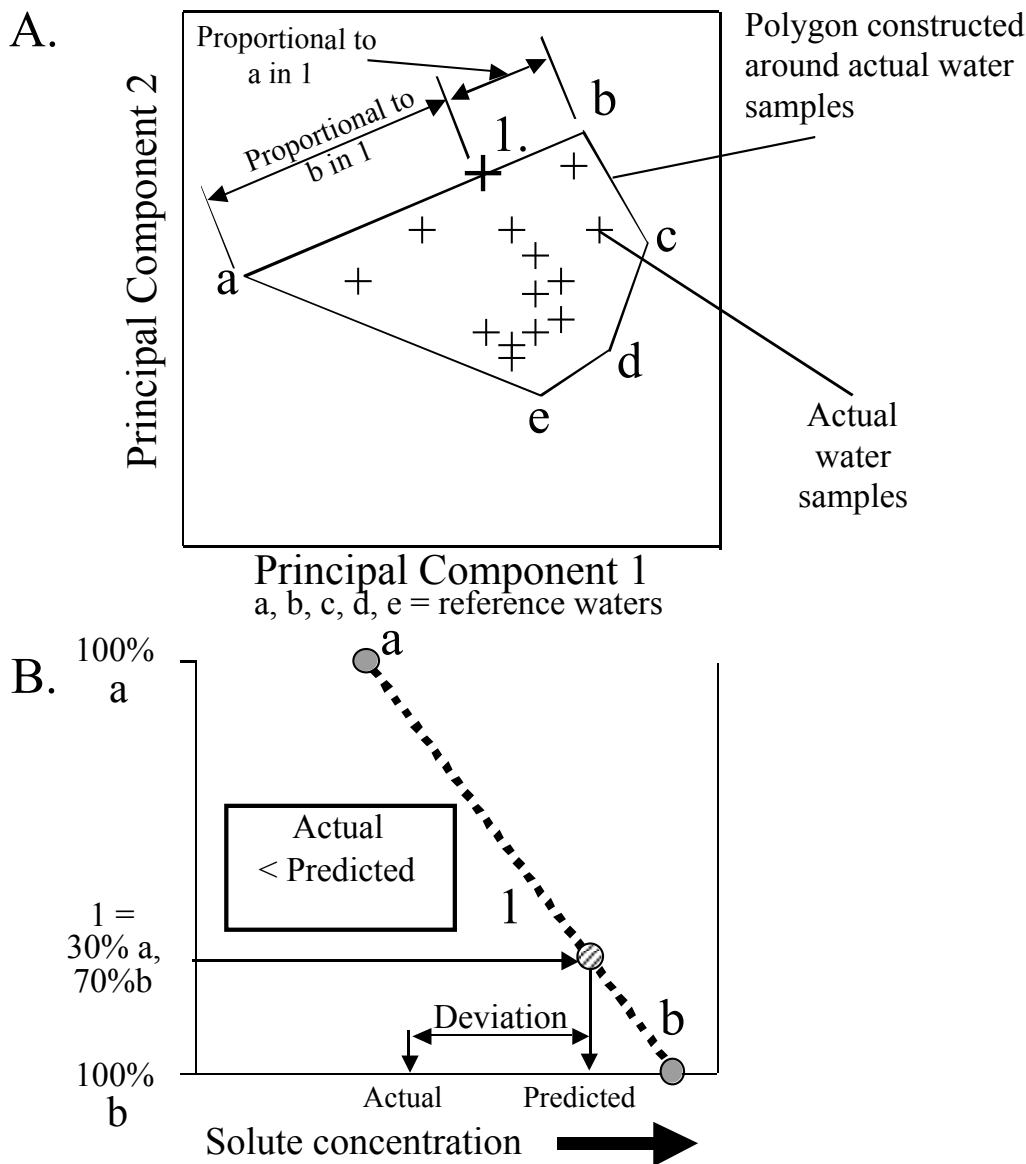 A.
Proportional to
a in 1
Proportional to
b in 1
Polygon constructed
around actual water
samples
b
1.
c
a
d
e
Actual
water
samples
Principal Component 2
Principal Component 1
a, b, c, d, e = reference waters
B.
100%
a
a
Actual
< Predicted
1
1 =
30% a,
70%b
Deviation
b
100%
b
Actual
Predicted
Solute concentration